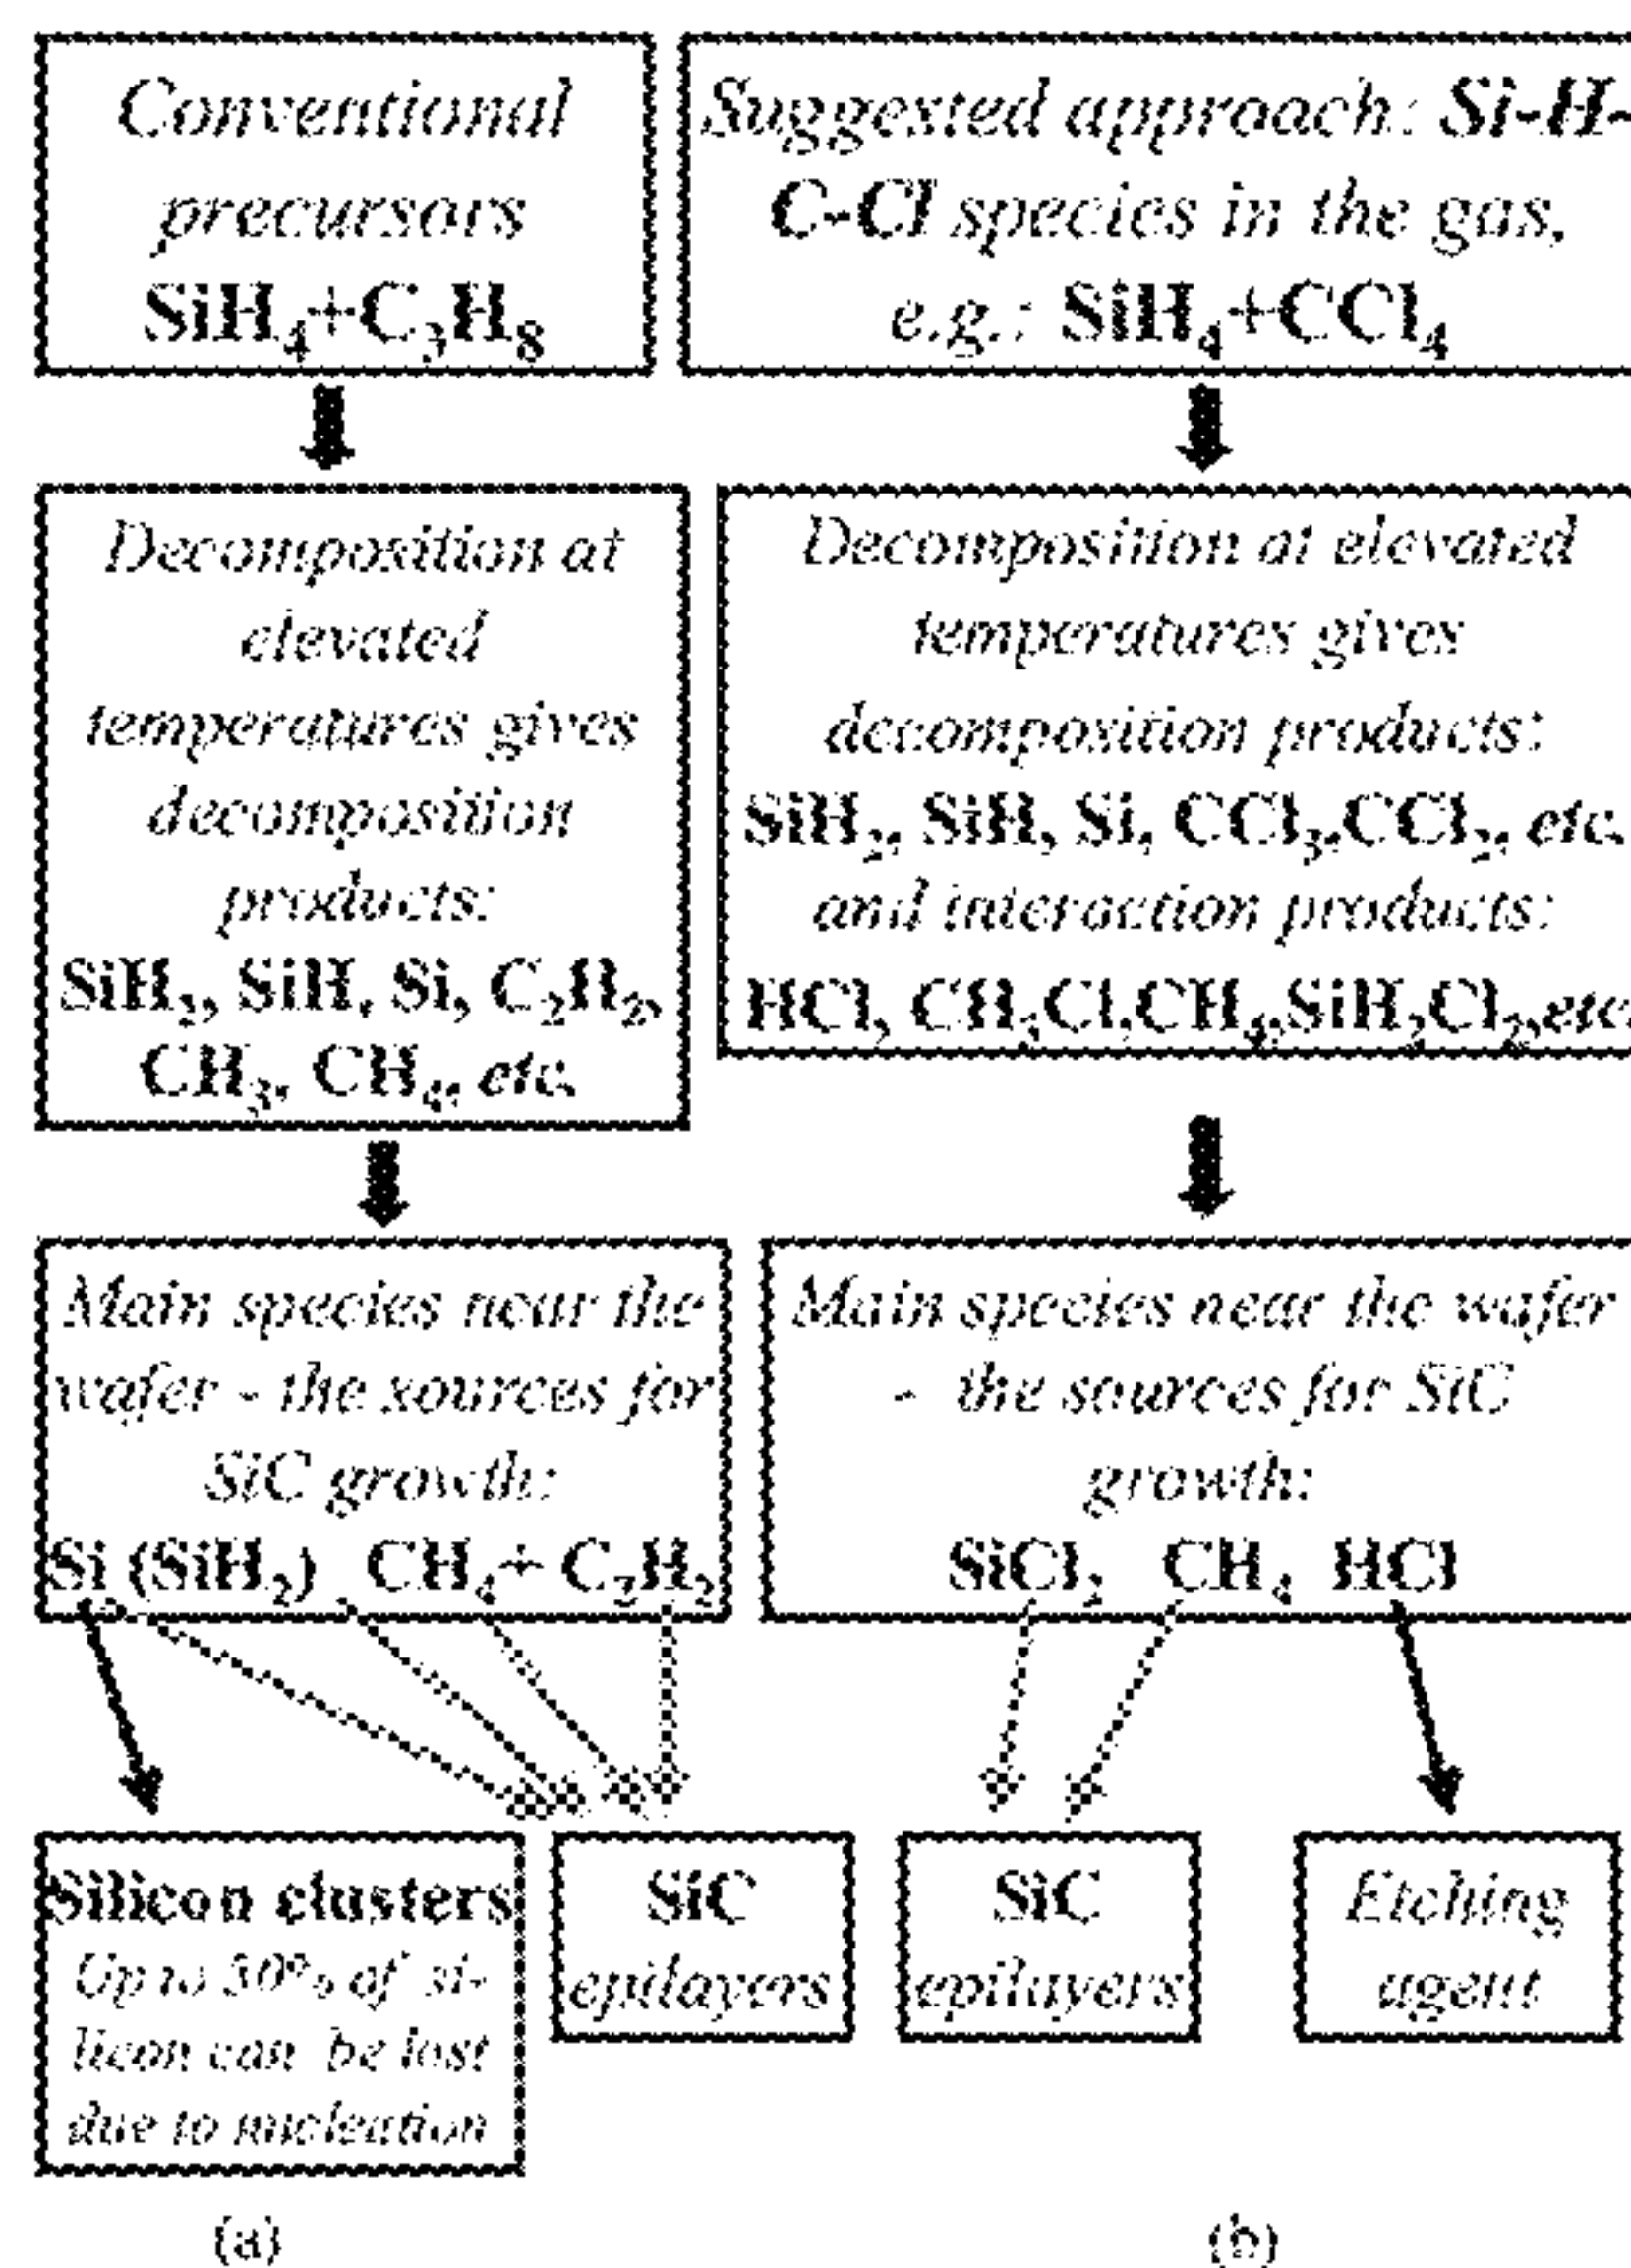 Conventional
precursors
SiH₄+C₃H₈
Suggested approach: Si-H-
C-Cl species in the gas,
e.g.: SiH₄+CCl₄
Decomposition at
elevated
temperatures gives
decomposition
products:
SiH₂, SiH, Si, C₂H₂,
CH₃, CH₄, etc.
Decomposition at elevated
temperatures gives
decomposition products:
SiH₂, SiH, Si, CCl₃,CCl₂, etc.
and interaction products:
HCl, CH₃Cl,CH₄,SiH₂Cl₂,etc.
Main species near the
wafer - the sources for
SiC growth:
Si (SiH₂) CH₄+ C₂H₂
Main species near the wafer
- the sources for SiC
growth:
SiCl₂ CH₄ HCl
Silicon clusters
Up to of si-
licon can be lost
due to nucleation
SiC
epilayers
SiC
epilayers
Etching
agent
(a)
(b)